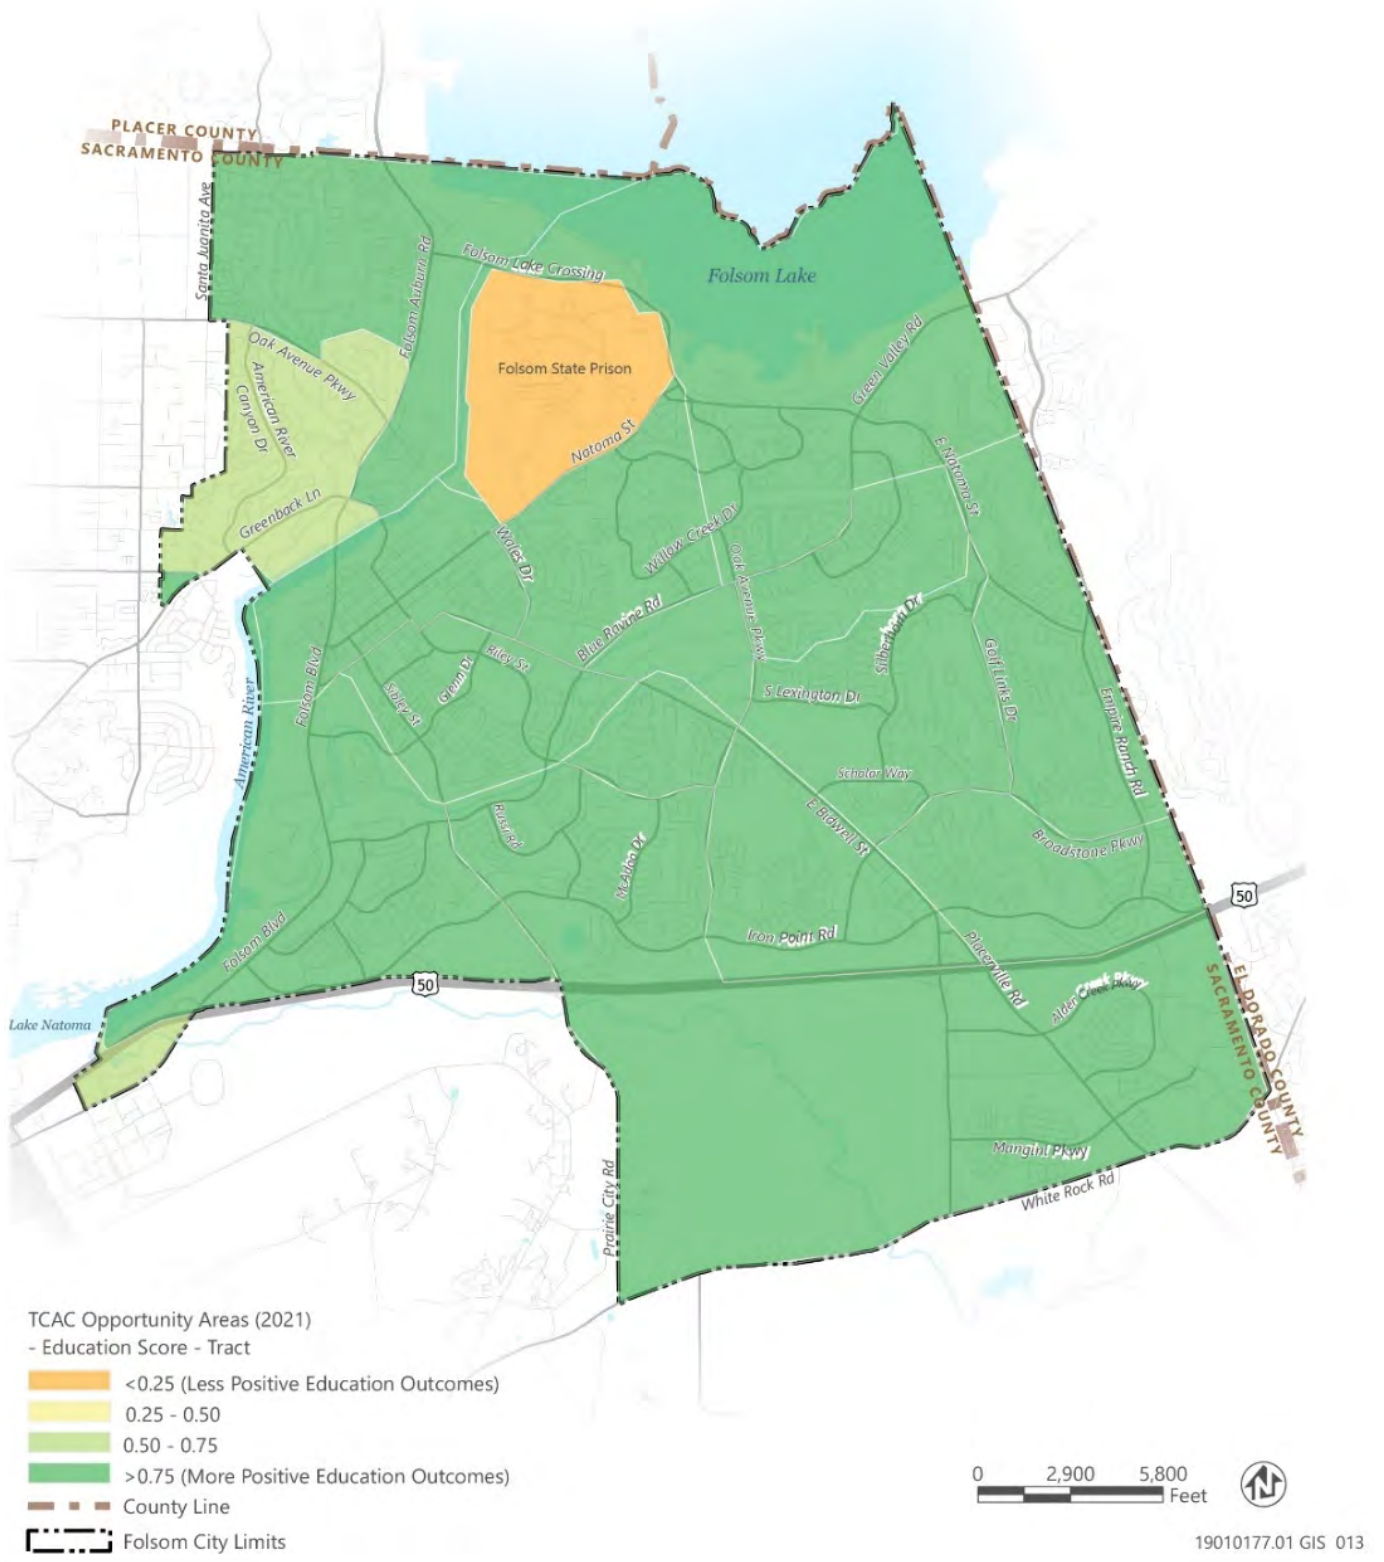 PLACER COUNTY
SACRAMENTO COUNTY
Santa Juanita Ave
Folsom Auburn Rd
Folsom Lake Crossing
Folsom Lake
Oak Avenue Pkwy
American River
Canyon Dr
Folsom State Prison
Green Valley Rd
Natoma St
E Natoma St
Greenback Ln
Willow Creek Dr
Wales Dr
Oak Avenue Pkwy
Blue Ravine Rd
Silberhorn Dr
Riley St
Glenn Dr
Sibley St
Folsom Blvd
American River
S Lexington Dr
Golf Links Dr
Empire Ranch Rd
Scholar Way
E Bidwell St
Russi Rd
McAdoo Dr
Broadstone Pkwy
50
Iron Point Rd
Folsom Blvd
Placerville Rd
50
Alder Creek Pkwy
EL DORADO COUNTY
SACRAMENTO COUNTY
Lake Natoma
Mangini Pkwy
White Rock Rd
Prairie City Rd
TCAC Opportunity Areas (2021)
- Education Score - Tract
<0.25 (Less Positive Education Outcomes)
0.25 - 0.50
0.50 - 0.75
>0.75 (More Positive Education Outcomes)
County Line
Folsom City Limits
0 2,900 5,800
Feet
N
19010177.01 GIS 013